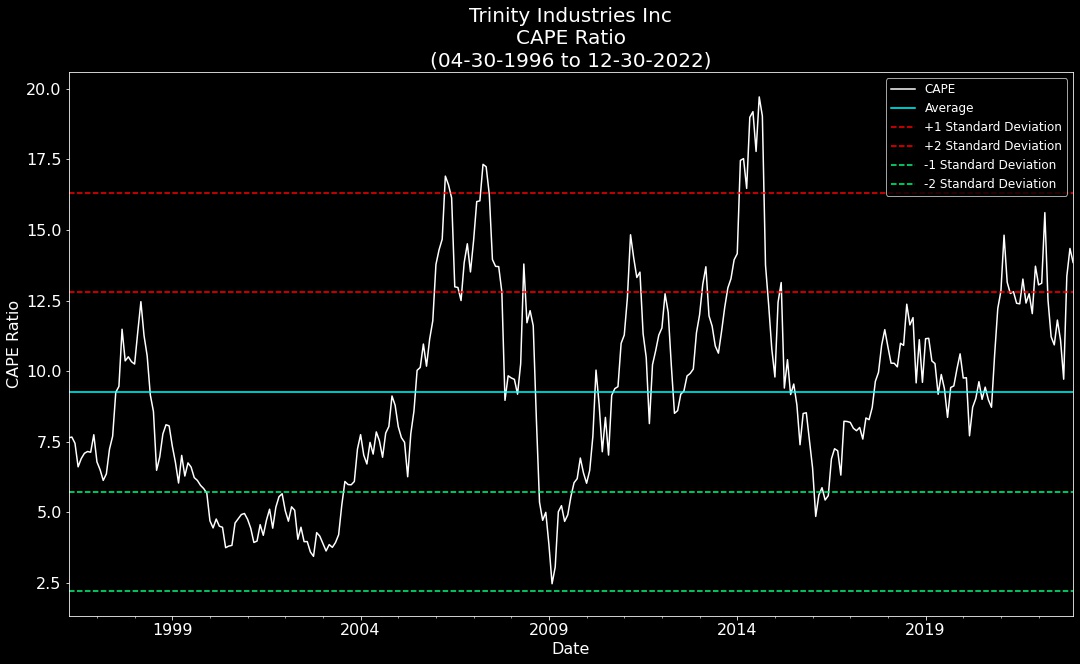 Trinity Industries Inc
CAPE Ratio
(04-30-1996 to 12-30-2022)
CAPE
Average
+1 Standard Deviation
+2 Standard Deviation
-1 Standard Deviation
-2 Standard Deviation
CAPE Ratio
20.0
17.5
15.0
12.5
10.0
7.5
5.0
2.5
1999
2004
2009
2014
2019
Date